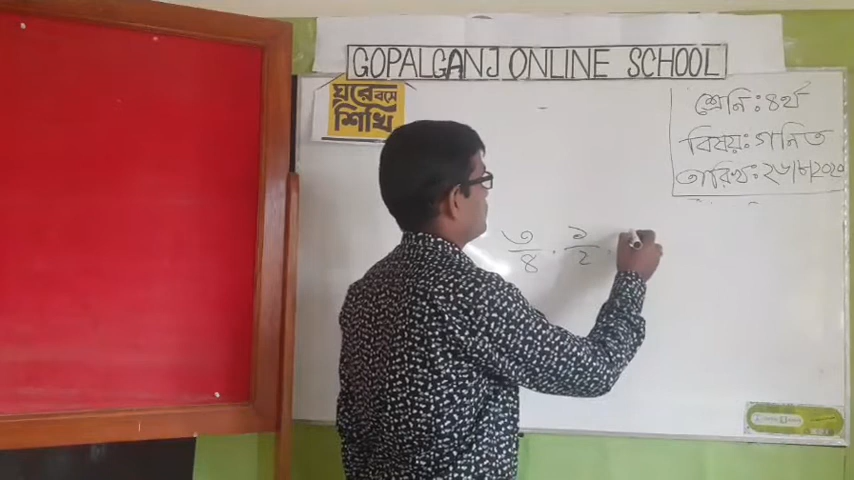 GOPALGANJ ONLINE SCHOOL
ঘরে বসে
শিখি
শ্রেনি: ৪র্থ
বিষয়: গনিত
তারিখ: ২৬|৮|২০২০
৩/৪ . ১/২